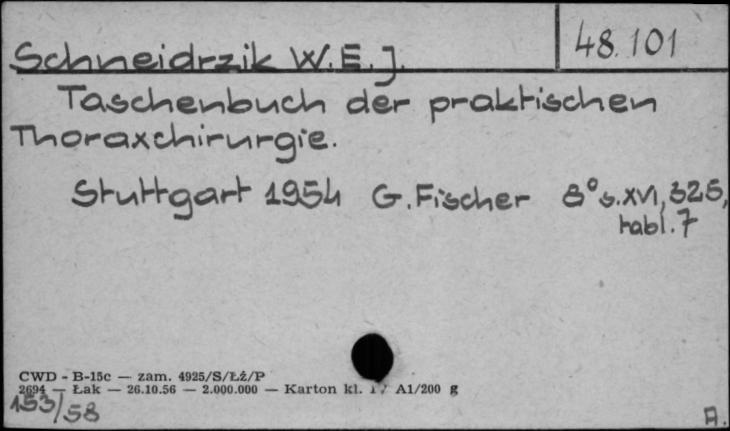 48.101
Schneidrzik W.E.J.
Taschenbuch der praktischen
Thoraxchirurgie.
Stuttgart 1954 G.Fischer 8° s.XVI, 325,
tabl.7
CWD - B-15c — zam. 4925/S/ŁŻ/P
2694 — Łak — 26.10.56 — 2.000.000 — Karton kl. A1/200 g
153/58
A.